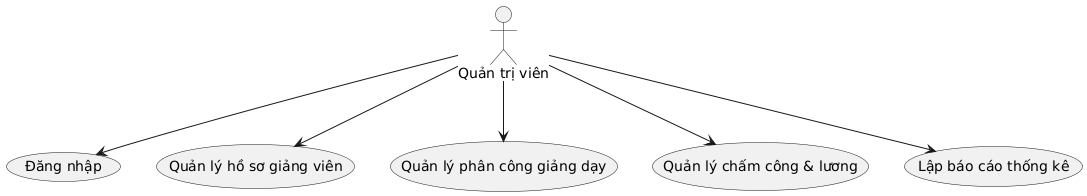 Quản trị viên
Đăng nhập
Quản lý hồ sơ giảng viên
Quản lý phân công giảng dạy
Quản lý chấm công & lương
Lập báo cáo thống kê